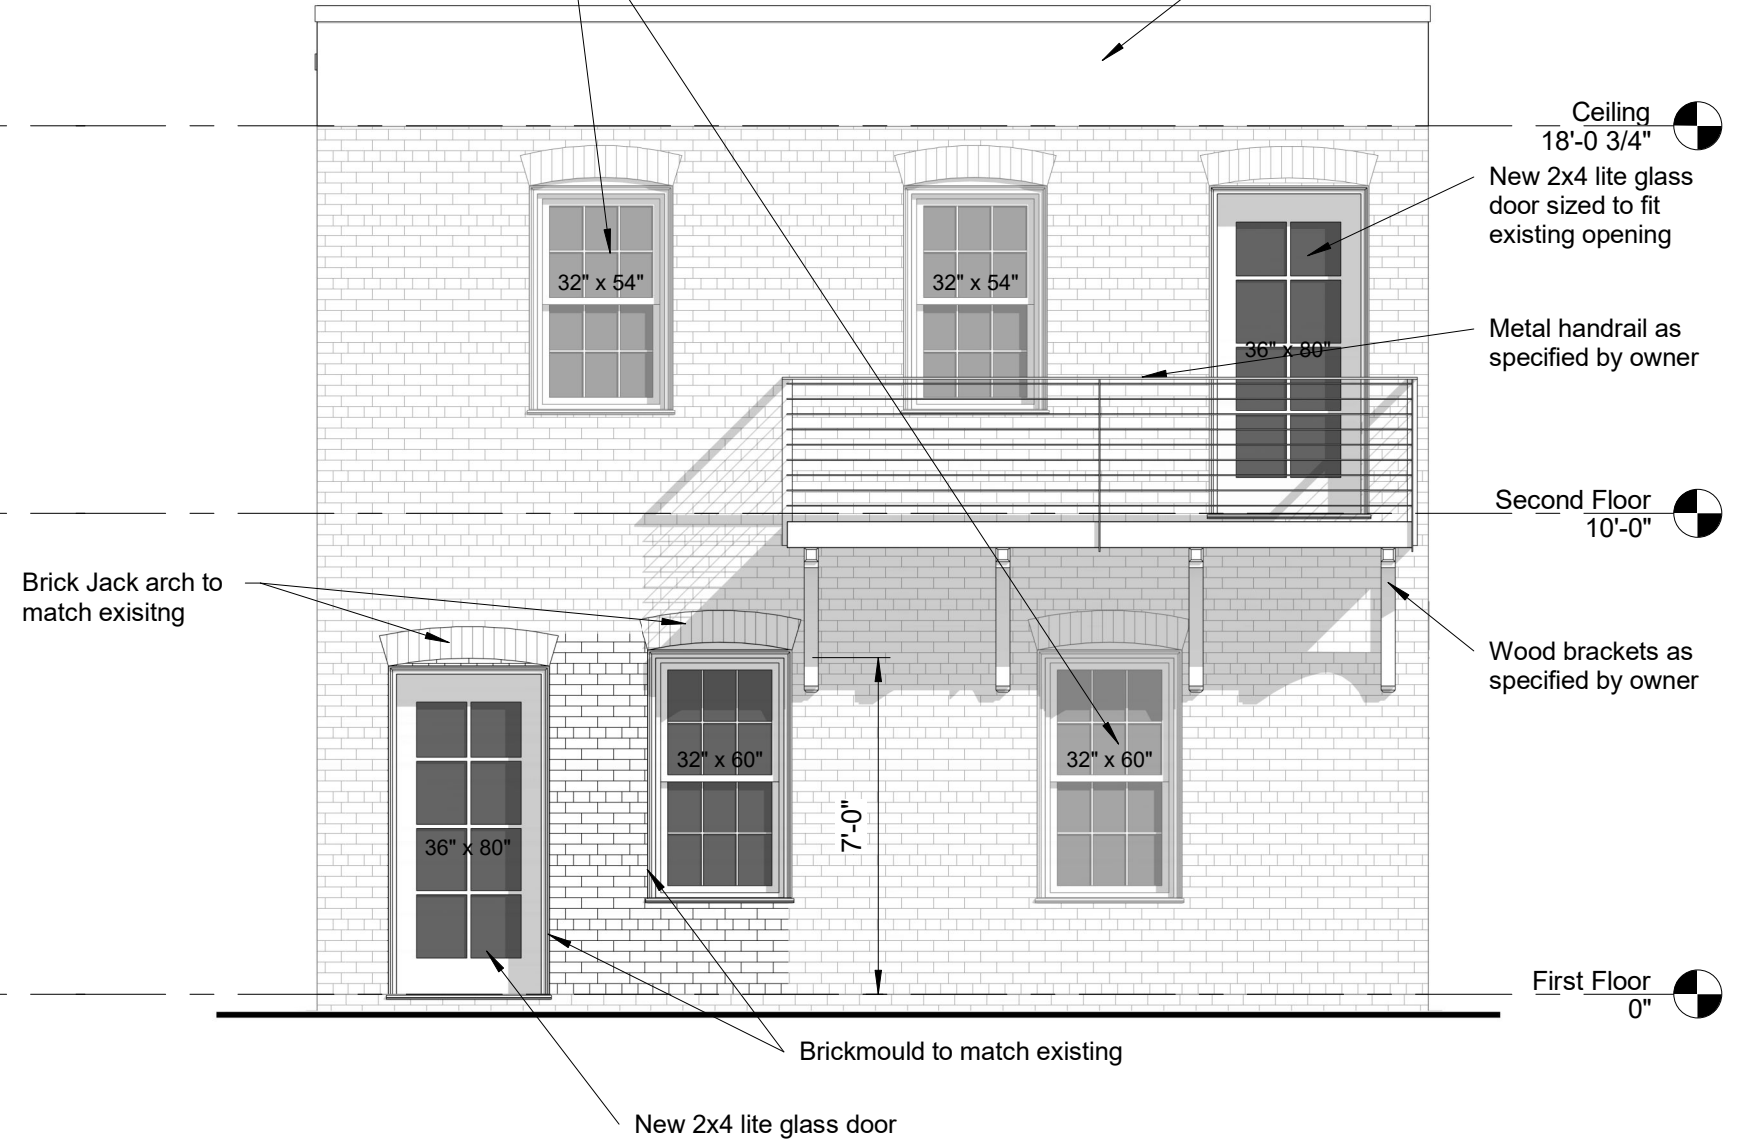 Ceiling
18'-0 3/4"
New 2x4 lite glass
door sized to fit
existing opening
32" x 54"
32" x 54"
36" x 80"
Metal handrail as
specified by owner
Second Floor
10'-0"
Brick Jack arch to
match exisitng
Wood brackets as
specified by owner
32" x 60"
32" x 60"
7'-0"
36" x 80"
First Floor
0"
Brickmould to match existing
New 2x4 lite glass door